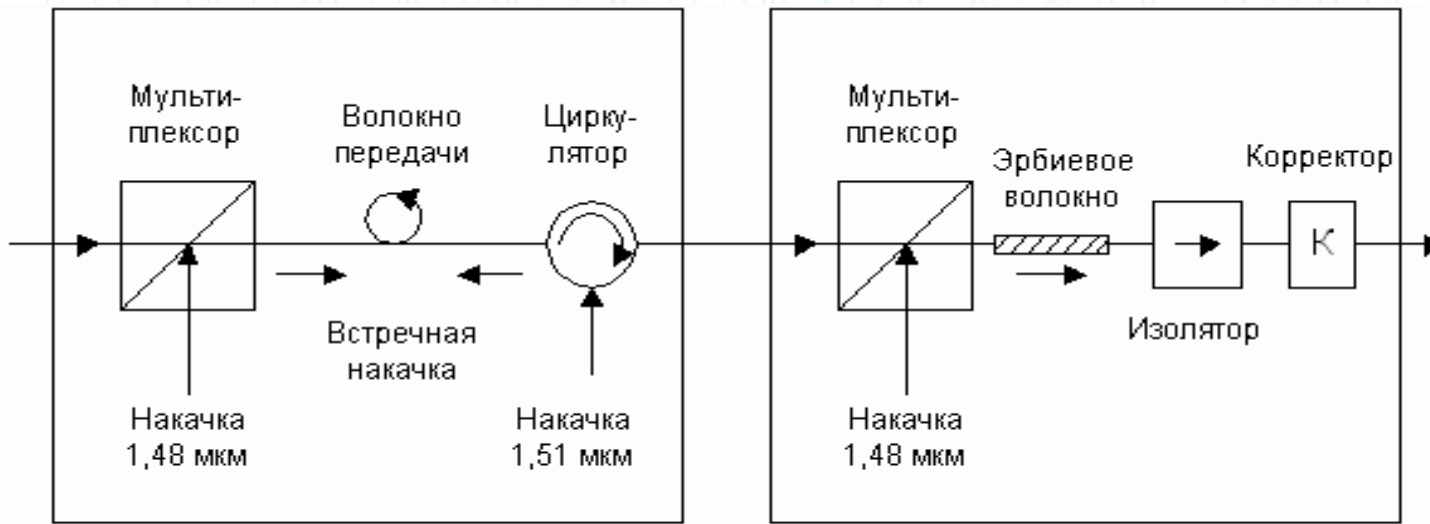 Мульти-
плексор
Волокно
передачи
Цирку-
лятор
Встречная
накачка
Накачка
1,48 мкм
Накачка
1,51 мкм
Мульти-
плексор
Эрбиевое
волокно
Корректор
К
Изолятор
Накачка
1,48 мкм